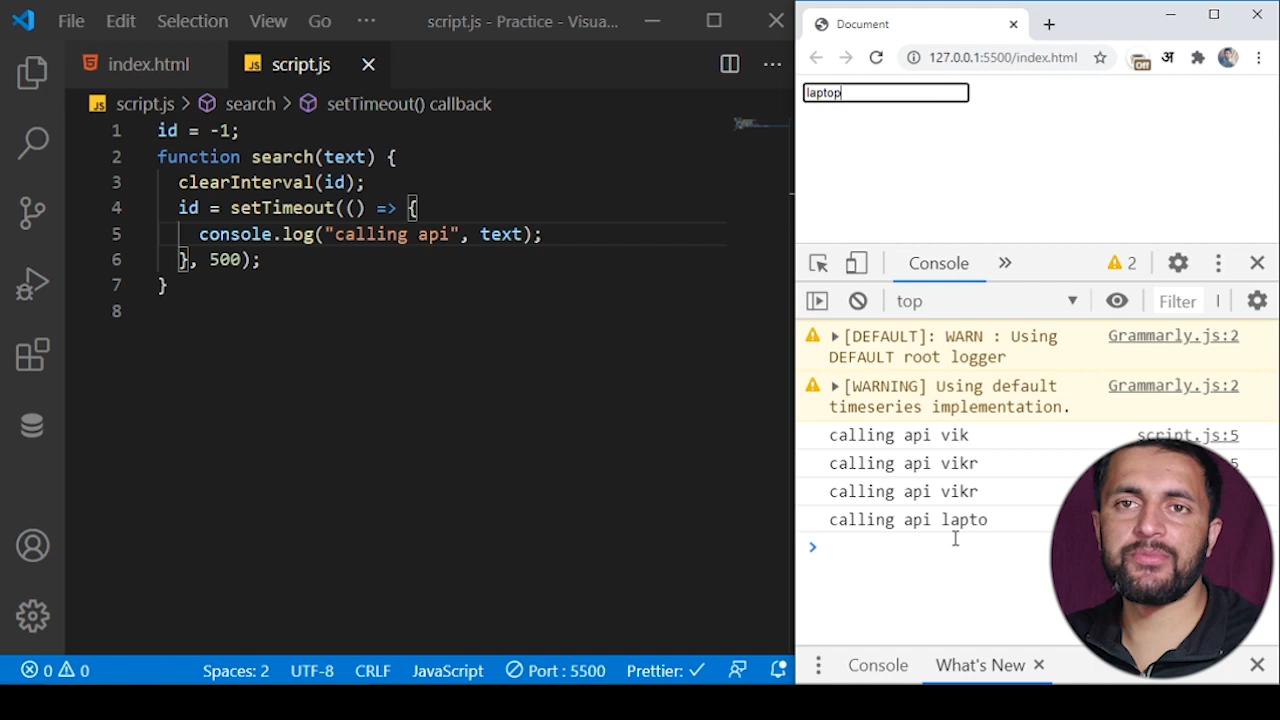 File Edit Selection View Go ··· script.js - Practice - Visua...
index.html script.js
script.js > search > setTimeout() callback
1 id = -1;
2 function search(text) {
3 clearInterval(id);
4 id = setTimeout(() => {
5 console.log("calling api", text);
6 }, 500);
7 }
8
0 0 Spaces: 2 UTF-8 CRLF JavaScript Port : 5500 Prettier: ✓
Document
127.0.0.1:5500/index.html Off अ
laptop
Console » 2
top Filter
[DEFAULT]: WARN : Using Grammarly.js:2
DEFAULT root logger
[WARNING] Using default Grammarly.js:2
timeseries implementation.
calling api vik script.js:5
calling api vikr 5
calling api vikr
calling api lapto
>
Console What's New